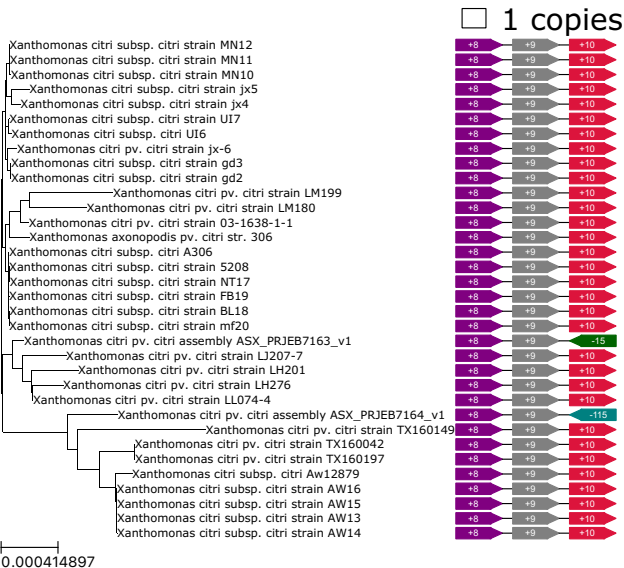 1 copies
Xanthomonas citri subsp. citri strain MN12 +8 +9 +10
Xanthomonas citri subsp. citri strain MN11 +8 +9 +10
Xanthomonas citri subsp. citri strain MN10 +8 +9 +10
Xanthomonas citri subsp. citri strain jx5 +8 +9 +10
Xanthomonas citri subsp. citri strain jx4 +8 +9 +10
Xanthomonas citri subsp. citri strain UI7 +8 +9 +10
Xanthomonas citri subsp. citri UI6 +8 +9 +10
Xanthomonas citri pv. citri strain jx-6 +8 +9 +10
Xanthomonas citri subsp. citri strain gd3 +8 +9 +10
Xanthomonas citri subsp. citri strain gd2 +8 +9 +10
Xanthomonas citri pv. citri strain LM199 +8 +9 +10
Xanthomonas citri pv. citri strain LM180 +8 +9 +10
Xanthomonas citri pv. citri strain 03-1638-1-1 +8 +9 +10
Xanthomonas axonopodis pv. citri str. 306 +8 +9 +10
Xanthomonas citri subsp. citri A306 +8 +9 +10
Xanthomonas citri subsp. citri strain 5208 +8 +9 +10
Xanthomonas citri subsp. citri strain NT17 +8 +9 +10
Xanthomonas citri subsp. citri strain FB19 +8 +9 +10
Xanthomonas citri subsp. citri strain BL18 +8 +9 +10
Xanthomonas citri subsp. citri strain mf20 +8 +9 +10
Xanthomonas citri pv. citri assembly ASX_PRJEB7163_v1 +8 +9 -15
Xanthomonas citri pv. citri strain LJ207-7 +8 +9 +10
Xanthomonas citri pv. citri strain LH201 +8 +9 +10
Xanthomonas citri pv. citri strain LH276 +8 +9 +10
Xanthomonas citri pv. citri strain LL074-4 +8 +9 +10
Xanthomonas citri pv. citri assembly ASX_PRJEB7164_v1 +8 +9 -115
Xanthomonas citri pv. citri strain TX160149 +8 +9 +10
Xanthomonas citri pv. citri strain TX160042 +8 +9 +10
Xanthomonas citri pv. citri strain TX160197 +8 +9 +10
Xanthomonas citri subsp. citri Aw12879 +8 +9 +10
Xanthomonas citri subsp. citri strain AW16 +8 +9 +10
Xanthomonas citri subsp. citri strain AW15 +8 +9 +10
Xanthomonas citri subsp. citri strain AW13 +8 +9 +10
Xanthomonas citri subsp. citri strain AW14 +8 +9 +10
0.000414897